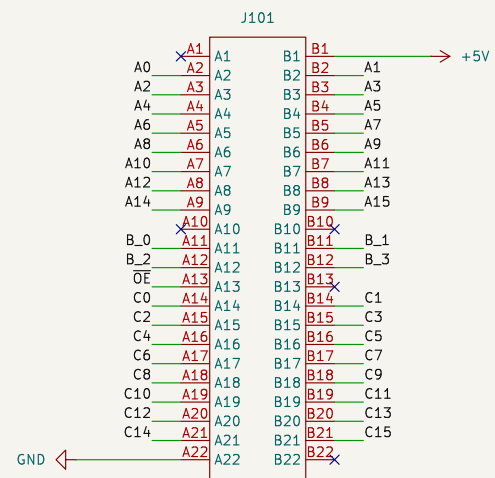 J101
A1 A1 B1 B1 +5V
A0 A2 A2 B2 B2 A1
A2 A3 A3 B3 B3 A3
A4 A4 A4 B4 B4 A5
A6 A5 A5 B5 B5 A7
A8 A6 A6 B6 B6 A9
A10 A7 A7 B7 B7 A11
A12 A8 A8 B8 B8 A13
A14 A9 A9 B9 B9 A15
A10 A10 B10 B10
B_0 A11 A11 B11 B11 B_1
B_2 A12 A12 B12 B12 B_3
O̅E̅ A13 A13 B13 B13
C0 A14 A14 B14 B14 C1
C2 A15 A15 B15 B15 C3
C4 A16 A16 B16 B16 C5
C6 A17 A17 B17 B17 C7
C8 A18 A18 B18 B18 C9
C10 A19 A19 B19 B19 C11
C12 A20 A20 B20 B20 C13
C14 A21 A21 B21 B21 C15
GND A22 A22 B22 B22